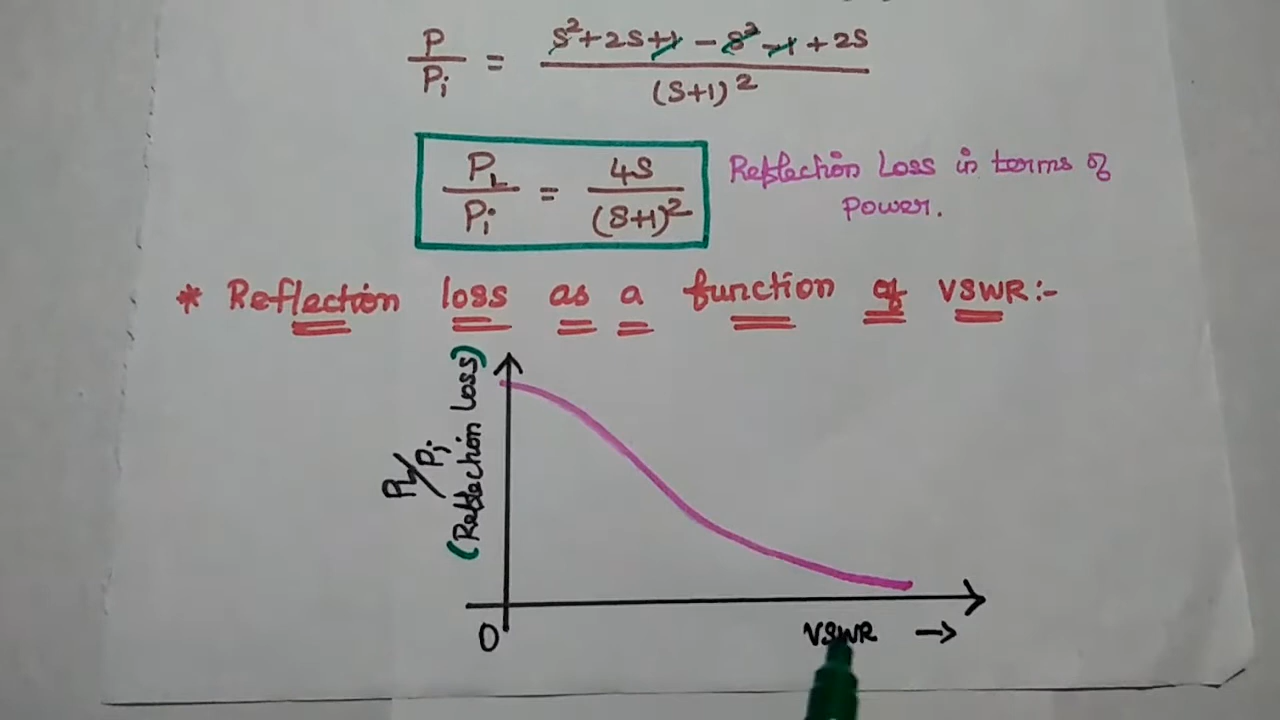 P/Pi = S²+2S+1-S²-1+2S / (S+1)²
PL/Pi = 4S/(S+1)²
Reflection Loss in terms of
power.
* Reflection loss as a function of VSWR:-
PL/Pi
(Reflection Loss)
0
VSWR →